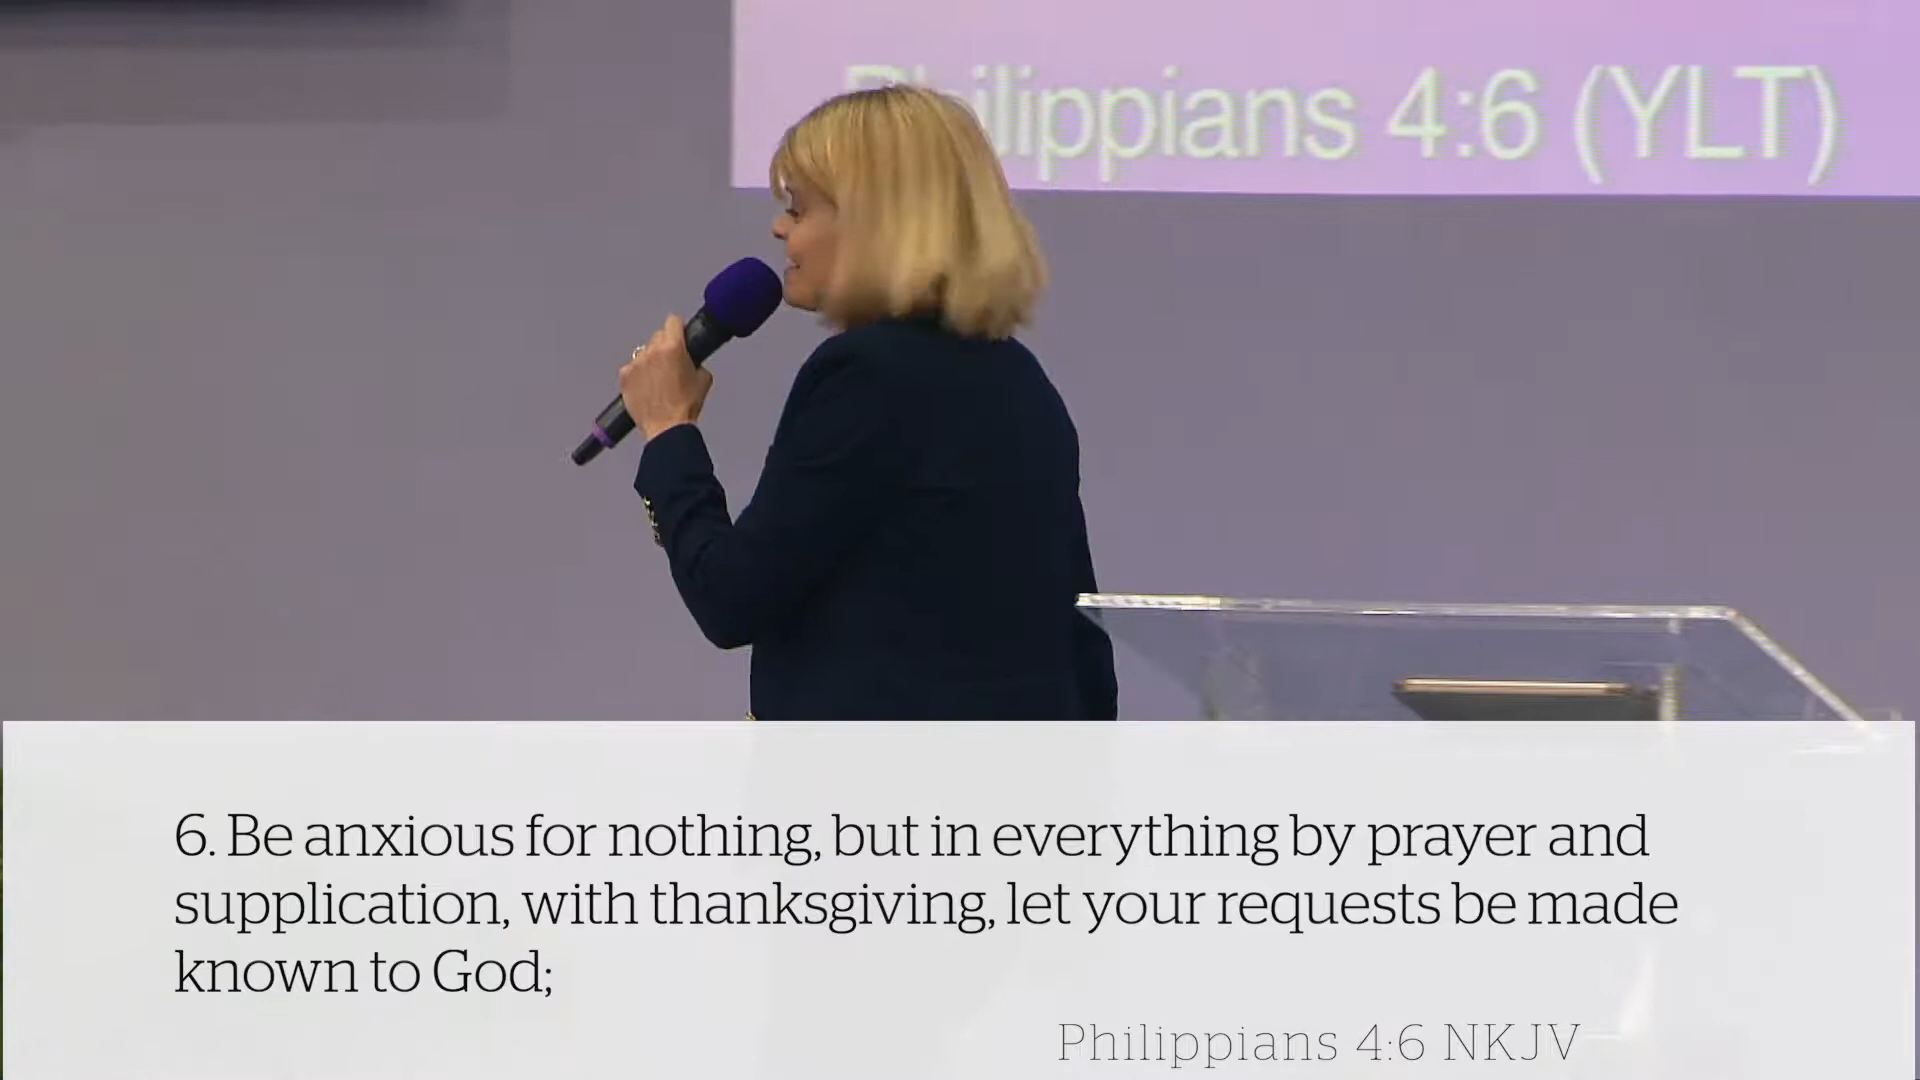 Philippians 4:6 (YLT)
6. Be anxious for nothing, but in everything by prayer and
supplication, with thanksgiving, let your requests be made
known to God;
Philippians 4:6 NKJV